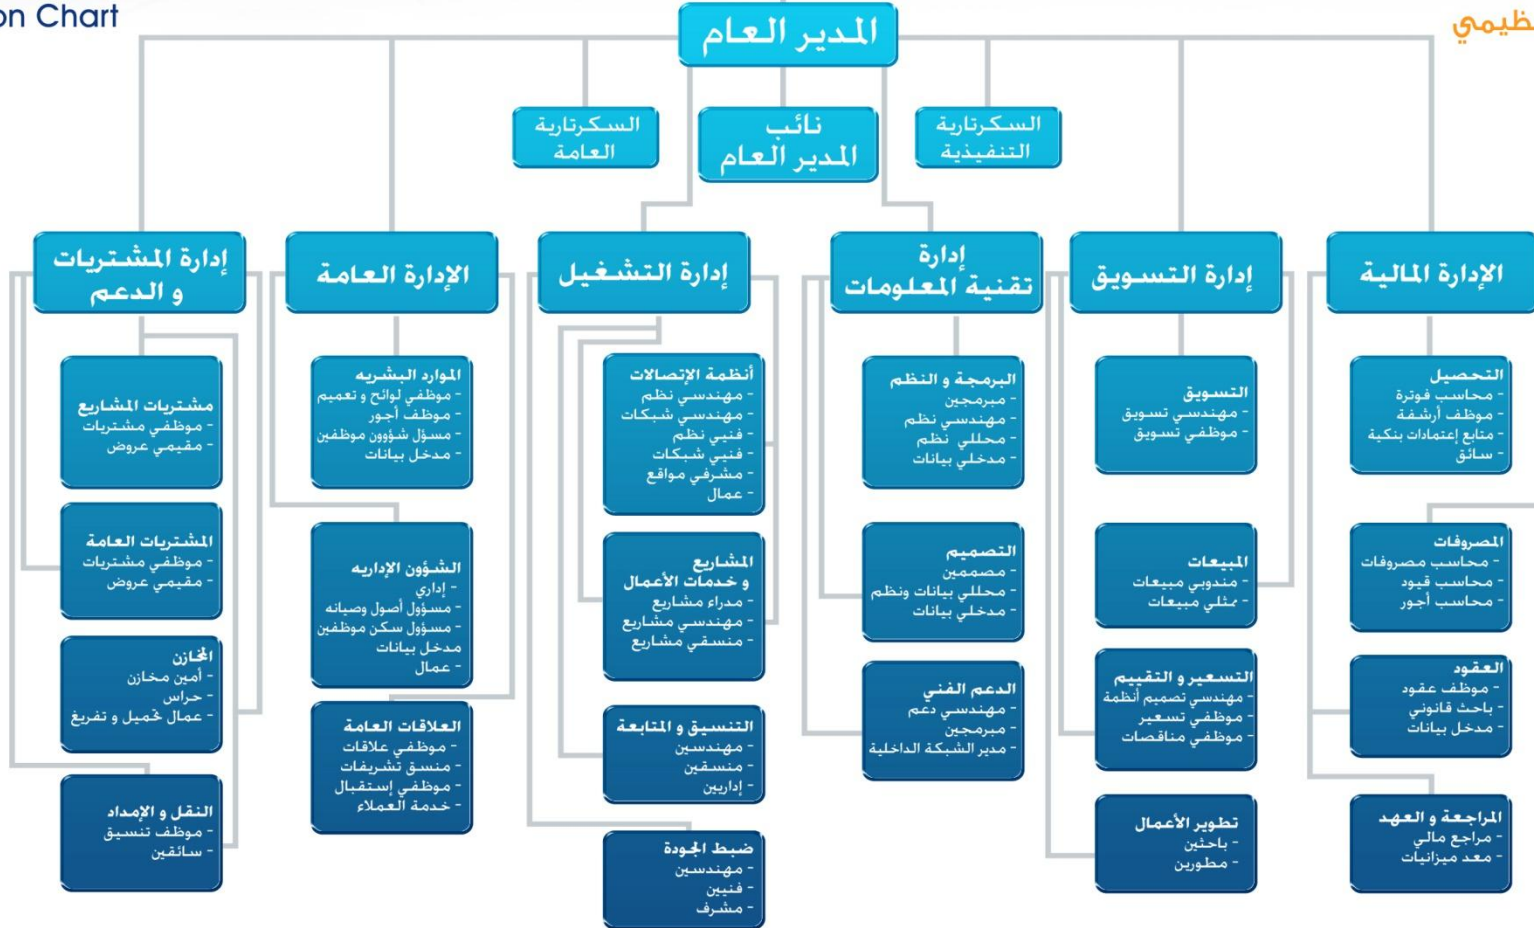 on Chart
ظيمي
المدير العام
السكرتارية
التنفيذية
نائب
المدير العام
السكرتارية
العامة
الإدارة المالية
إدارة التسويق
إدارة
تقنية المعلومات
إدارة التشغيل
الإدارة العامة
إدارة المشتريات
و الدعم
التحصيل
- محاسب فوترة
- موظف أرشفة
- متابع إعتمادات بنكية
- سائق
المصروفات
- محاسب مصروفات
- محاسب قيود
- محاسب أجور
العقود
- موظف عقود
- باحث قانوني
- مدخل بيانات
المراجعة و العهد
- مراجع مالي
- معد ميزانيات
التسويق
- مهندسي تسويق
- موظفي تسويق
المبيعات
- مندوبي مبيعات
- ممثلي مبيعات
التسعير و التقييم
- مهندسي تصميم أنظمة
- موظفي تسعير
- موظفي مناقصات
تطوير الأعمال
- باحثين
- مطورين
البرمجة و النظم
- مبرمجين
- مهندسي نظم
- محللي نظم
- مدخلي بيانات
التصميم
- مصممين
- محللي بيانات ونظم
- مدخلي بيانات
الدعم الفني
- مهندسي دعم
- مبرمجين
- مدير الشبكة الداخلية
أنظمة الإتصالات
- مهندسي نظم
- مهندسي شبكات
- فنيي نظم
- فنيي شبكات
- مشرفي مواقع
- عمال
المشاريع
و خدمات الأعمال
- مدراء مشاريع
- مهندسي مشاريع
- منسقي مشاريع
التنسيق و المتابعة
- مهندسين
- منسقين
- إداريين
ضبط الجودة
- مهندسين
- فنيين
- مشرف
الموارد البشريه
- موظفي لوائح و تعميم
- موظف أجور
- مسؤل شؤوون موظفين
- مدخل بيانات
الشؤون الإداريه
- إداري
- مسؤول أصول وصيانه
- مسؤول سكن موظفين
مدخل بيانات
- عمال
العلاقات العامة
- موظفي علاقات
- منسق تشريفات
- موظفي إستقبال
- خدمة العملاء
مشتريات المشاريع
- موظفي مشتريات
- مقيمي عروض
المشتريات العامة
- موظفي مشتريات
- مقيمي عروض
المخازن
- أمين مخازن
- حراس
- عمال تحميل و تفريغ
النقل و الإمداد
- موظف تنسيق
- سائقين